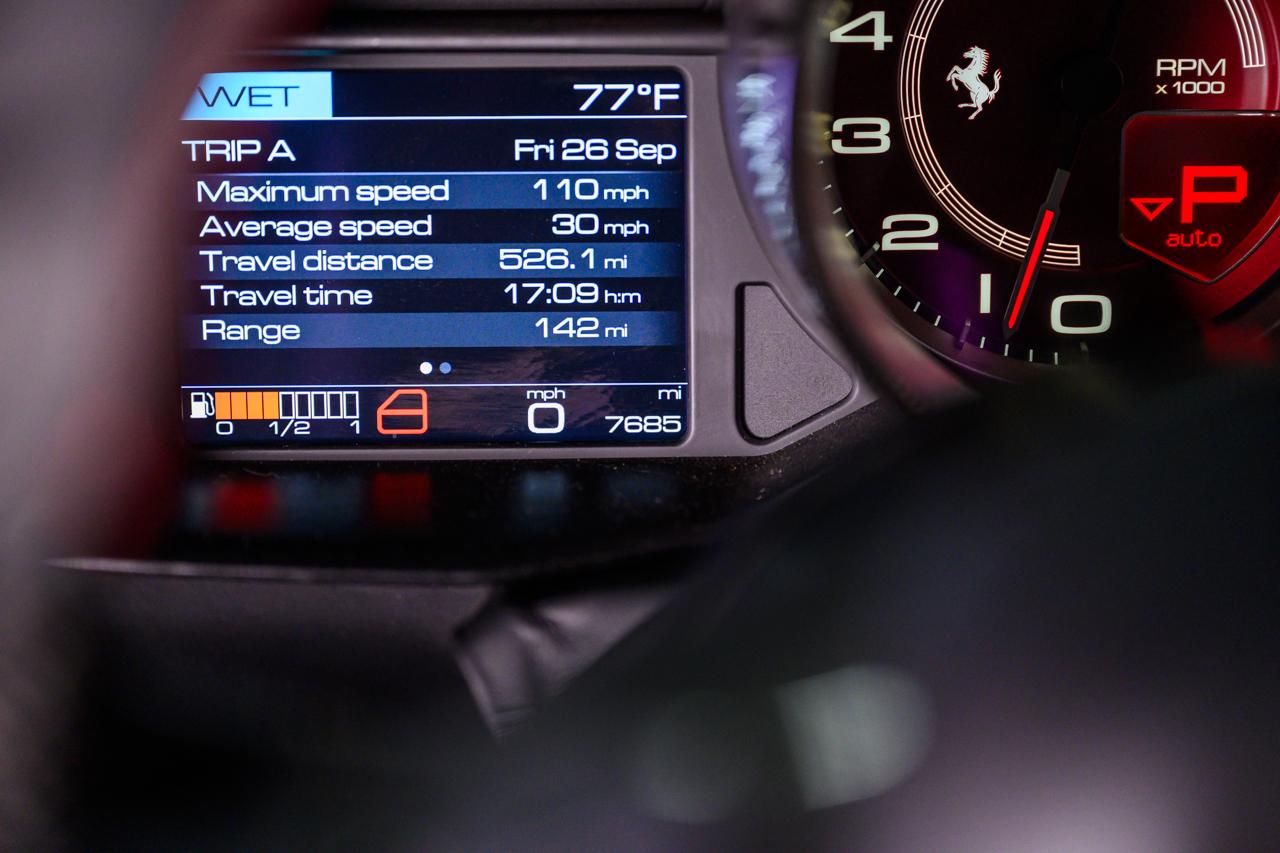 WET 77°F
TRIP A Fri 26 Sep
Maximum speed 110 mph
Average speed 30 mph
Travel distance 526.1 mi
Travel time 17:09 h:m
Range 142 mi
0 1/2 1
mph
0
mi
7685
4
3
2
1
0
RPM
x 1000
P
auto